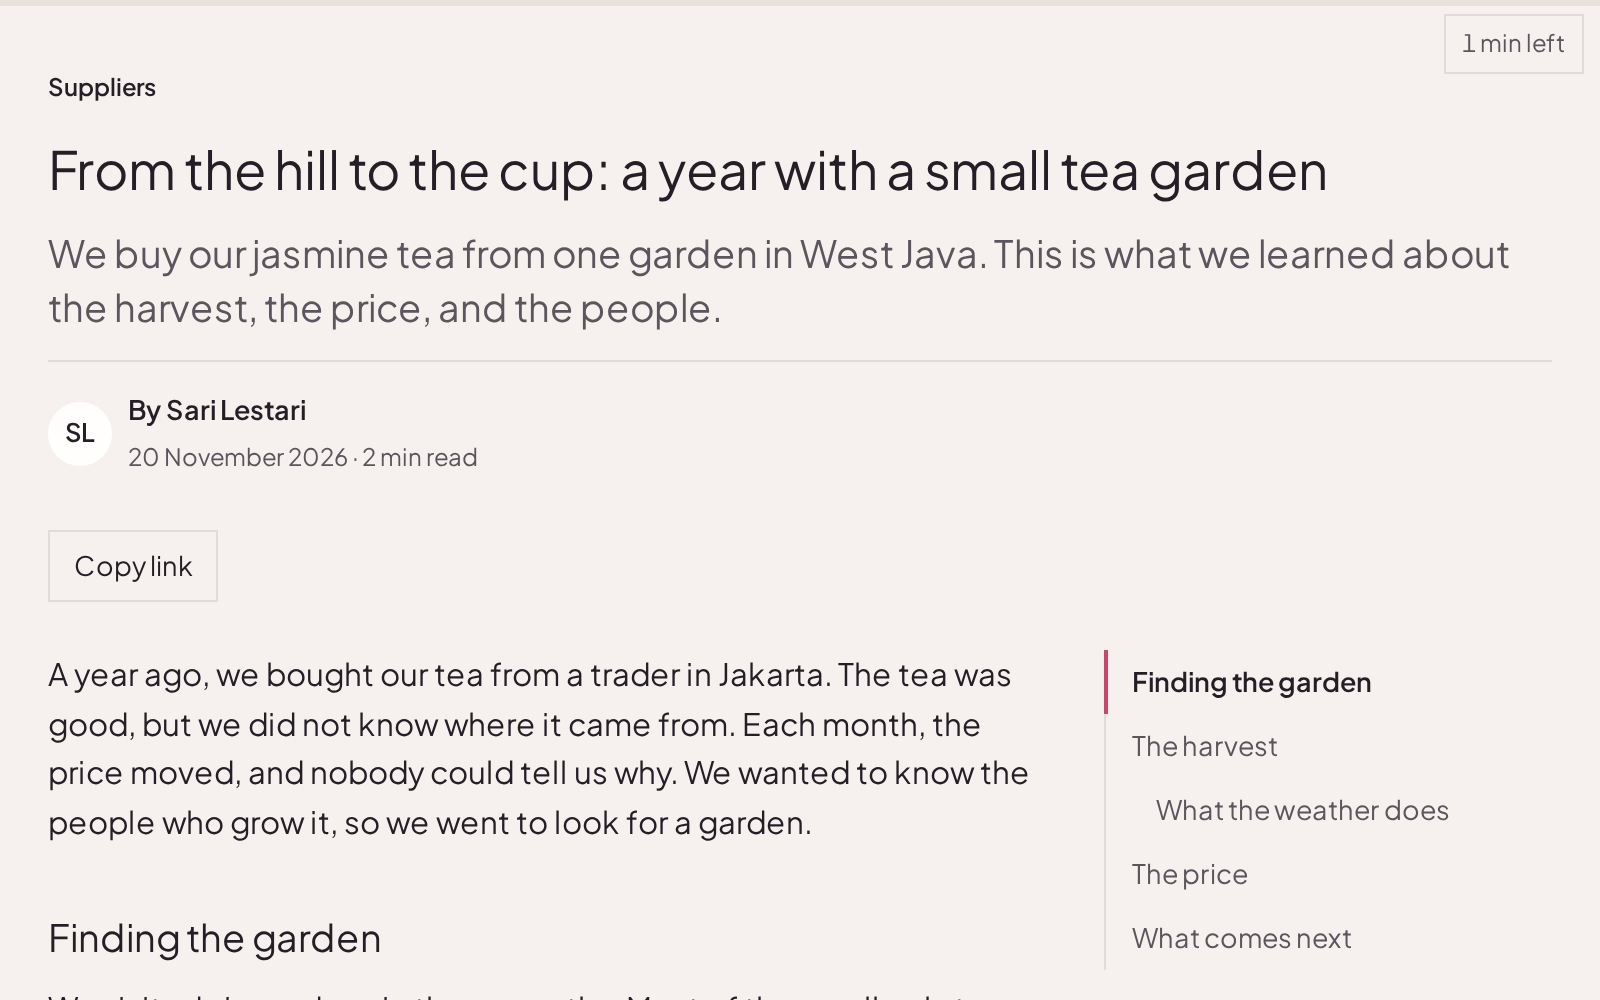 1 min left
Suppliers
From the hill to the cup: a year with a small tea garden
We buy our jasmine tea from one garden in West Java. This is what we learned about
the harvest, the price, and the people.
SL
By Sari Lestari
20 November 2026 · 2 min read
Copy link
A year ago, we bought our tea from a trader in Jakarta. The tea was
good, but we did not know where it came from. Each month, the
price moved, and nobody could tell us why. We wanted to know the
people who grow it, so we went to look for a garden.
Finding the garden
Finding the garden
The harvest
What the weather does
The price
What comes next